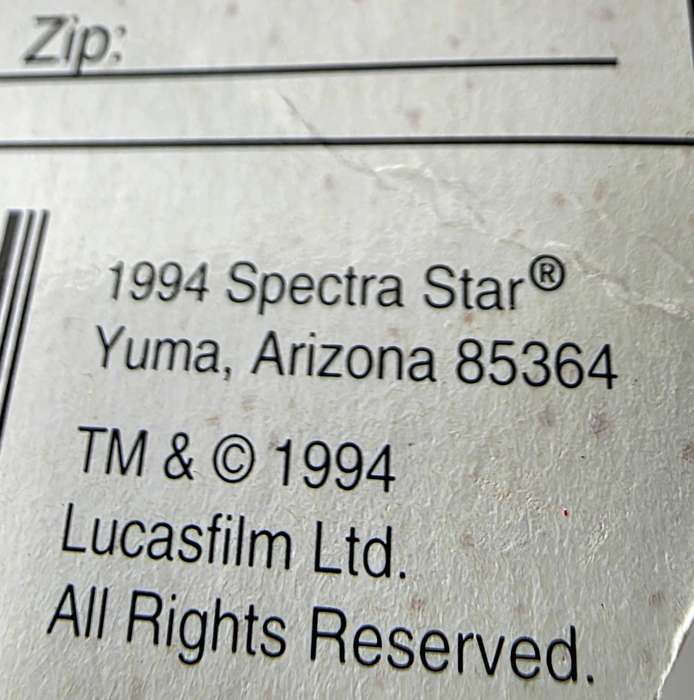 Zip:
1994 Spectra Star®
Yuma, Arizona 85364
TM & © 1994
Lucasfilm Ltd.
All Rights Reserved.